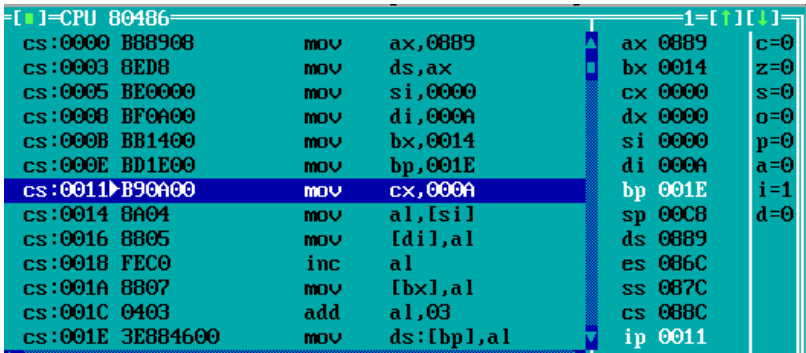 [■]=CPU 80486 1=[↑][↓]
cs:0000 B88908 mov ax,0889 ax 0889 c=0
cs:0003 8ED8 mov ds,ax bx 0014 z=0
cs:0005 BE0000 mov si,0000 cx 0000 s=0
cs:0008 BF0A00 mov di,000A dx 0000 o=0
cs:000B BB1400 mov bx,0014 si 0000 p=0
cs:000E BD1E00 mov bp,001E di 000A a=0
cs:0011►B90A00 mov cx,000A bp 001E i=1
cs:0014 8A04 mov al,[si] sp 00C8 d=0
cs:0016 8805 mov [di],al ds 0889
cs:0018 FEC0 inc al es 086C
cs:001A 8807 mov [bx],al ss 087C
cs:001C 0403 add al,03 cs 088C
cs:001E 3E884600 mov ds:[bp],al ip 0011